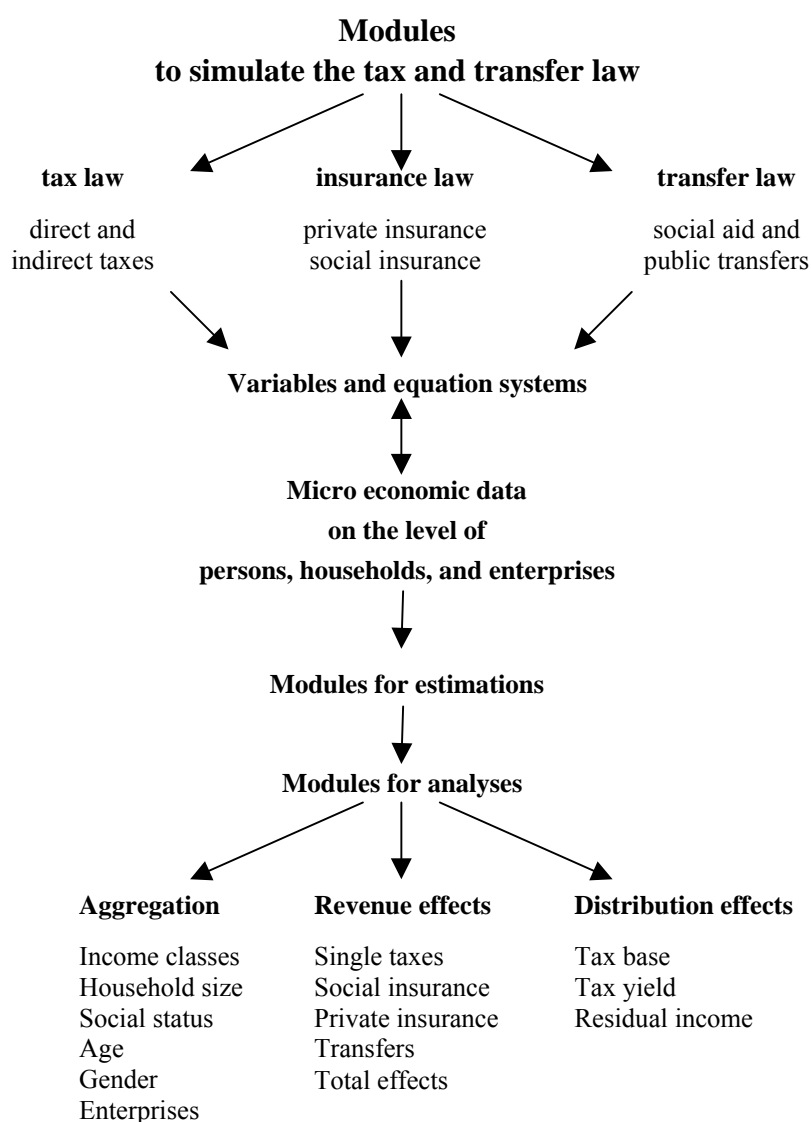 Modules
to simulate the tax and transfer law
tax law
insurance law
transfer law
direct and
indirect taxes
private insurance
social insurance
social aid and
public transfers
Variables and equation systems
Micro economic data
on the level of
persons, households, and enterprises
Modules for estimations
Modules for analyses
Aggregation
Income classes
Household size
Social status
Age
Gender
Enterprises
Revenue effects
Single taxes
Social insurance
Private insurance
Transfers
Total effects
Distribution effects
Tax base
Tax yield
Residual income